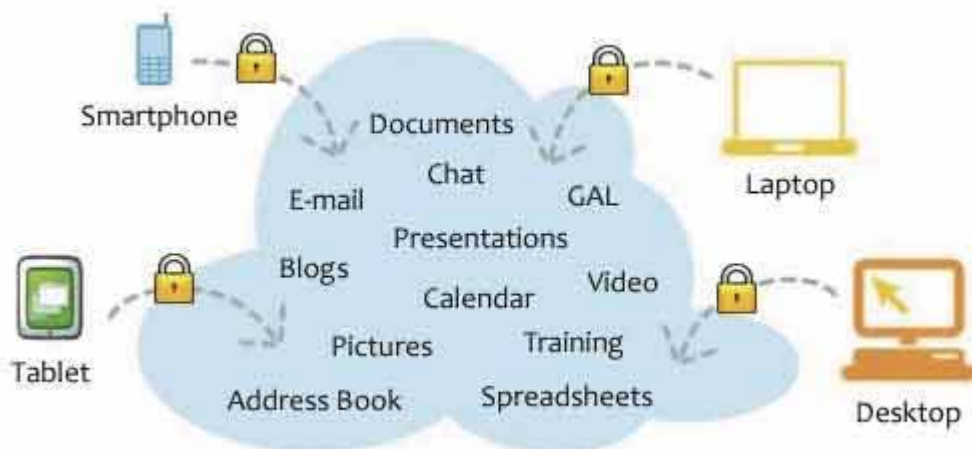 Smartphone
Documents
Chat
E-mail
GAL
Laptop
Presentations
Blogs
Video
Calendar
Tablet
Pictures
Training
Address Book
Spreadsheets
Desktop